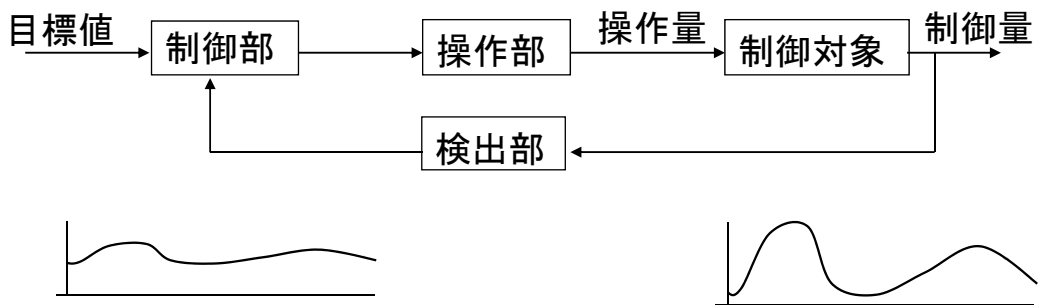 目標値
制御部
操作部
操作量
制御対象
制御量
検出部